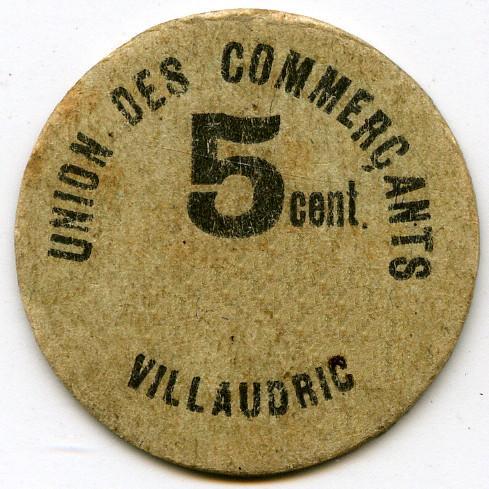 UNION DES COMMERÇANTS
5 cent.
VILLAUDRIC